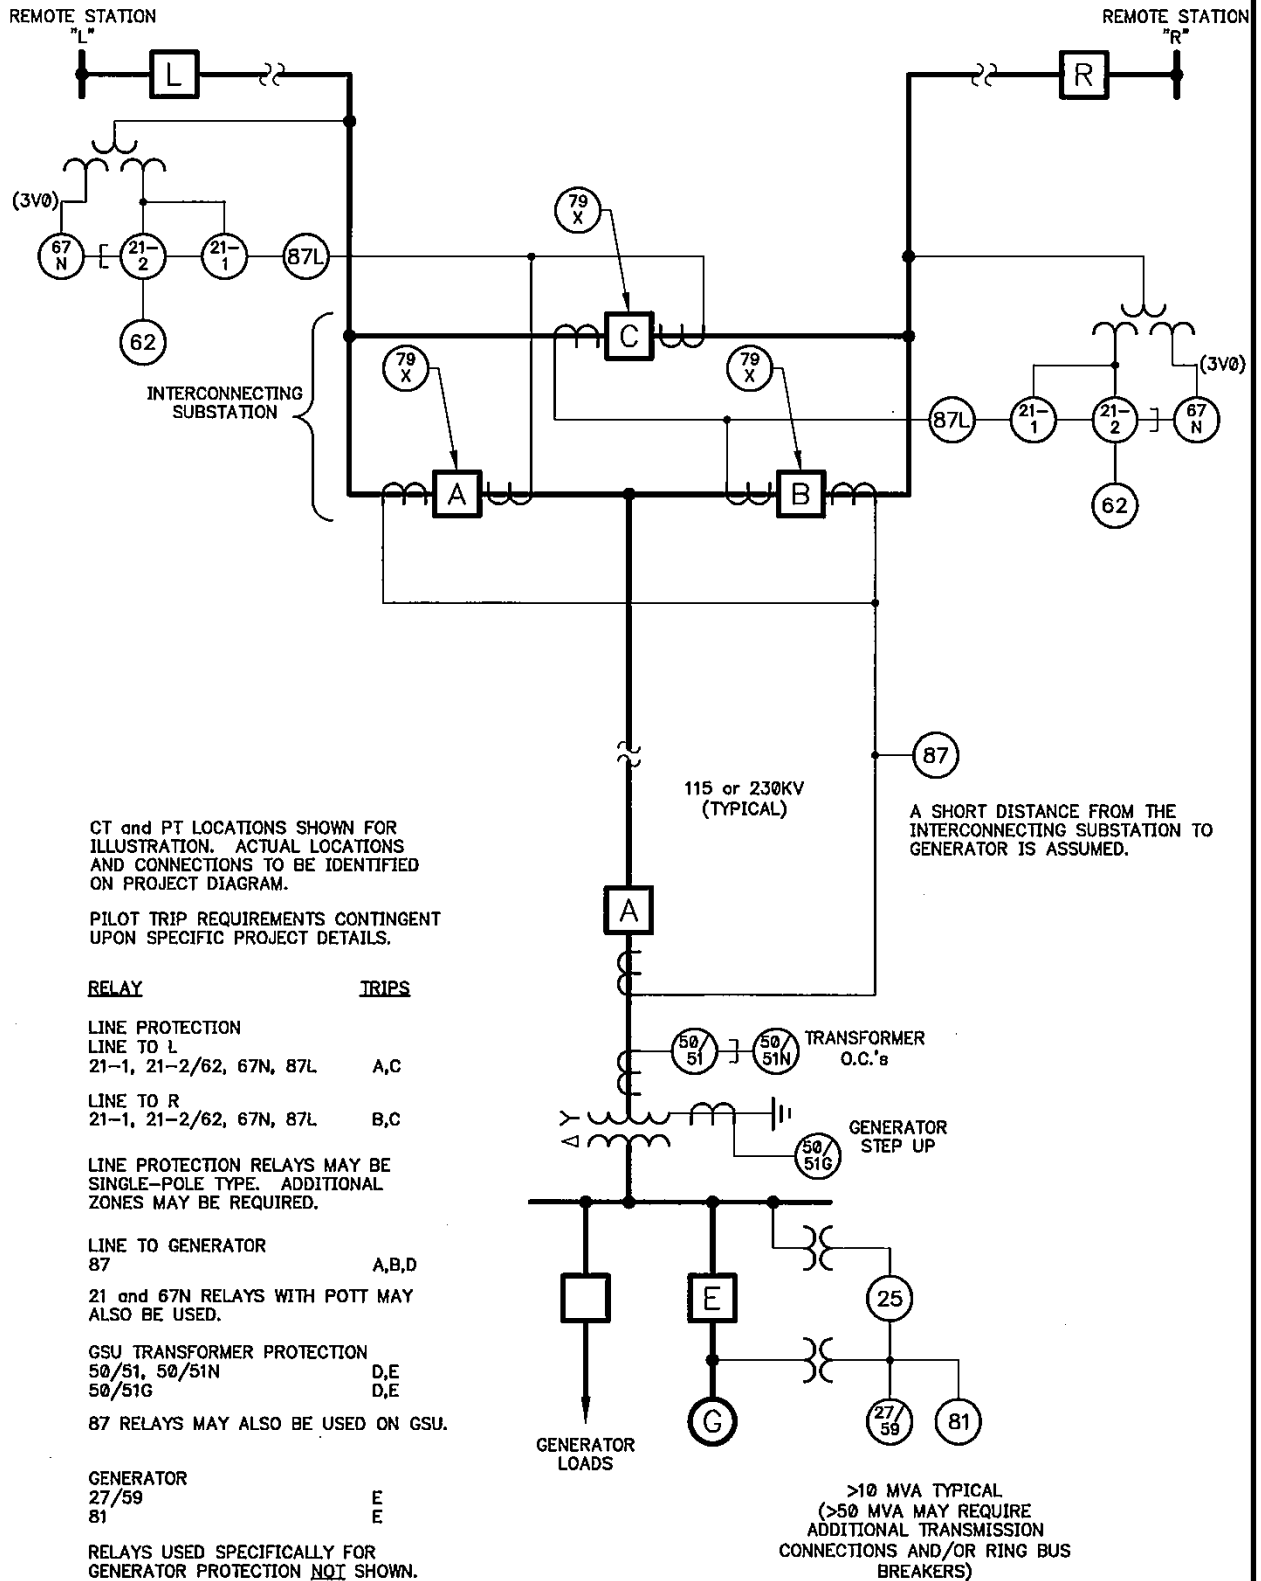 REMOTE STATION
"L"
REMOTE STATION
"R"
L
R
(3V0)
79
X
67
N
21-
2
21-
1
87L
62
C
79
X
79
X
(3V0)
INTERCONNECTING
SUBSTATION
87L
21-
1
21-
2
67
N
62
A
B
87
115 or 230KV
(TYPICAL)
A SHORT DISTANCE FROM THE
INTERCONNECTING SUBSTATION TO
GENERATOR IS ASSUMED.
CT and PT LOCATIONS SHOWN FOR
ILLUSTRATION. ACTUAL LOCATIONS
AND CONNECTIONS TO BE IDENTIFIED
ON PROJECT DIAGRAM.
PILOT TRIP REQUIREMENTS CONTINGENT
UPON SPECIFIC PROJECT DETAILS.
A
RELAY TRIPS
LINE PROTECTION
LINE TO L
21-1, 21-2/62, 67N, 87L A,C
LINE TO R
21-1, 21-2/62, 67N, 87L B,C
LINE PROTECTION RELAYS MAY BE
SINGLE-POLE TYPE. ADDITIONAL
ZONES MAY BE REQUIRED.
LINE TO GENERATOR
87 A,B,D
21 and 67N RELAYS WITH POTT MAY
ALSO BE USED.
GSU TRANSFORMER PROTECTION
50/51, 50/51N D,E
50/51G D,E
87 RELAYS MAY ALSO BE USED ON GSU.
GENERATOR
27/59 E
81 E
RELAYS USED SPECIFICALLY FOR
GENERATOR PROTECTION NOT SHOWN.
50/
51
50/
51N
TRANSFORMER
O.C.'s
50/
51G
GENERATOR
STEP UP
E
25
G
27/
59
81
GENERATOR
LOADS
>10 MVA TYPICAL
(>50 MVA MAY REQUIRE
ADDITIONAL TRANSMISSION
CONNECTIONS AND/OR RING BUS
BREAKERS)